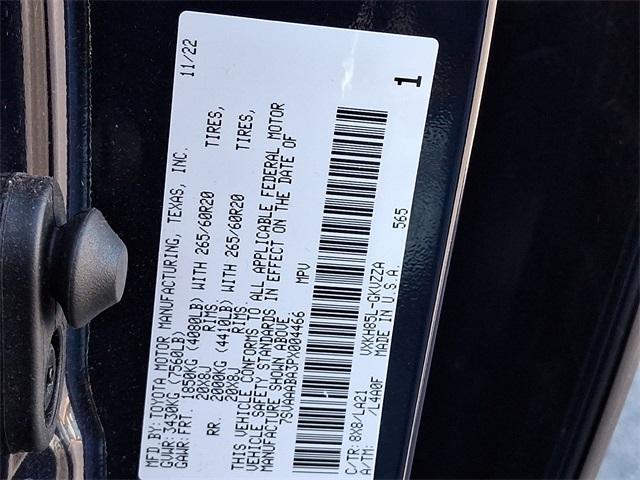 MFD.BY:TOYOTA MOTOR MANUFACTURING, TEXAS, INC. 11/22
GVWR: 3430KG (7560LB)
GAWR: FRT. 1850KG (4080LB) WITH 265/60R20 TIRES,
20X8J RIMS.
RR. 2000KG (4410LB) WITH 265/60R20 TIRES,
20X8J RIMS.
THIS VEHICLE CONFORMS TO ALL APPLICABLE FEDERAL MOTOR
VEHICLE SAFETY STANDARDS IN EFFECT ON THE DATE OF
MANUFACTURE SHOWN ABOVE.
7SVAAABA3PX004466 MPV
C/TR: 8X8/LA21 VXKH85L-GKVZZA
A/TM: /L4A0F MADE IN U.S.A. 565
1